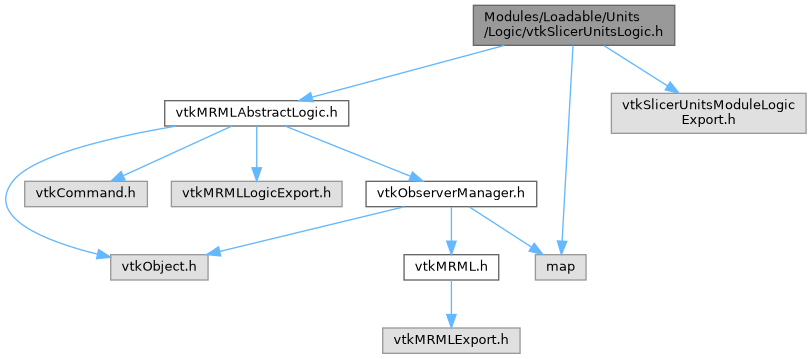 Modules/Loadable/Units
/Logic/vtkSlicerUnitsLogic.h
vtkMRMLAbstractLogic.h
vtkSlicerUnitsModuleLogic
Export.h
vtkCommand.h
vtkMRMLLogicExport.h
vtkObserverManager.h
vtkObject.h
vtkMRML.h
map
vtkMRMLExport.h